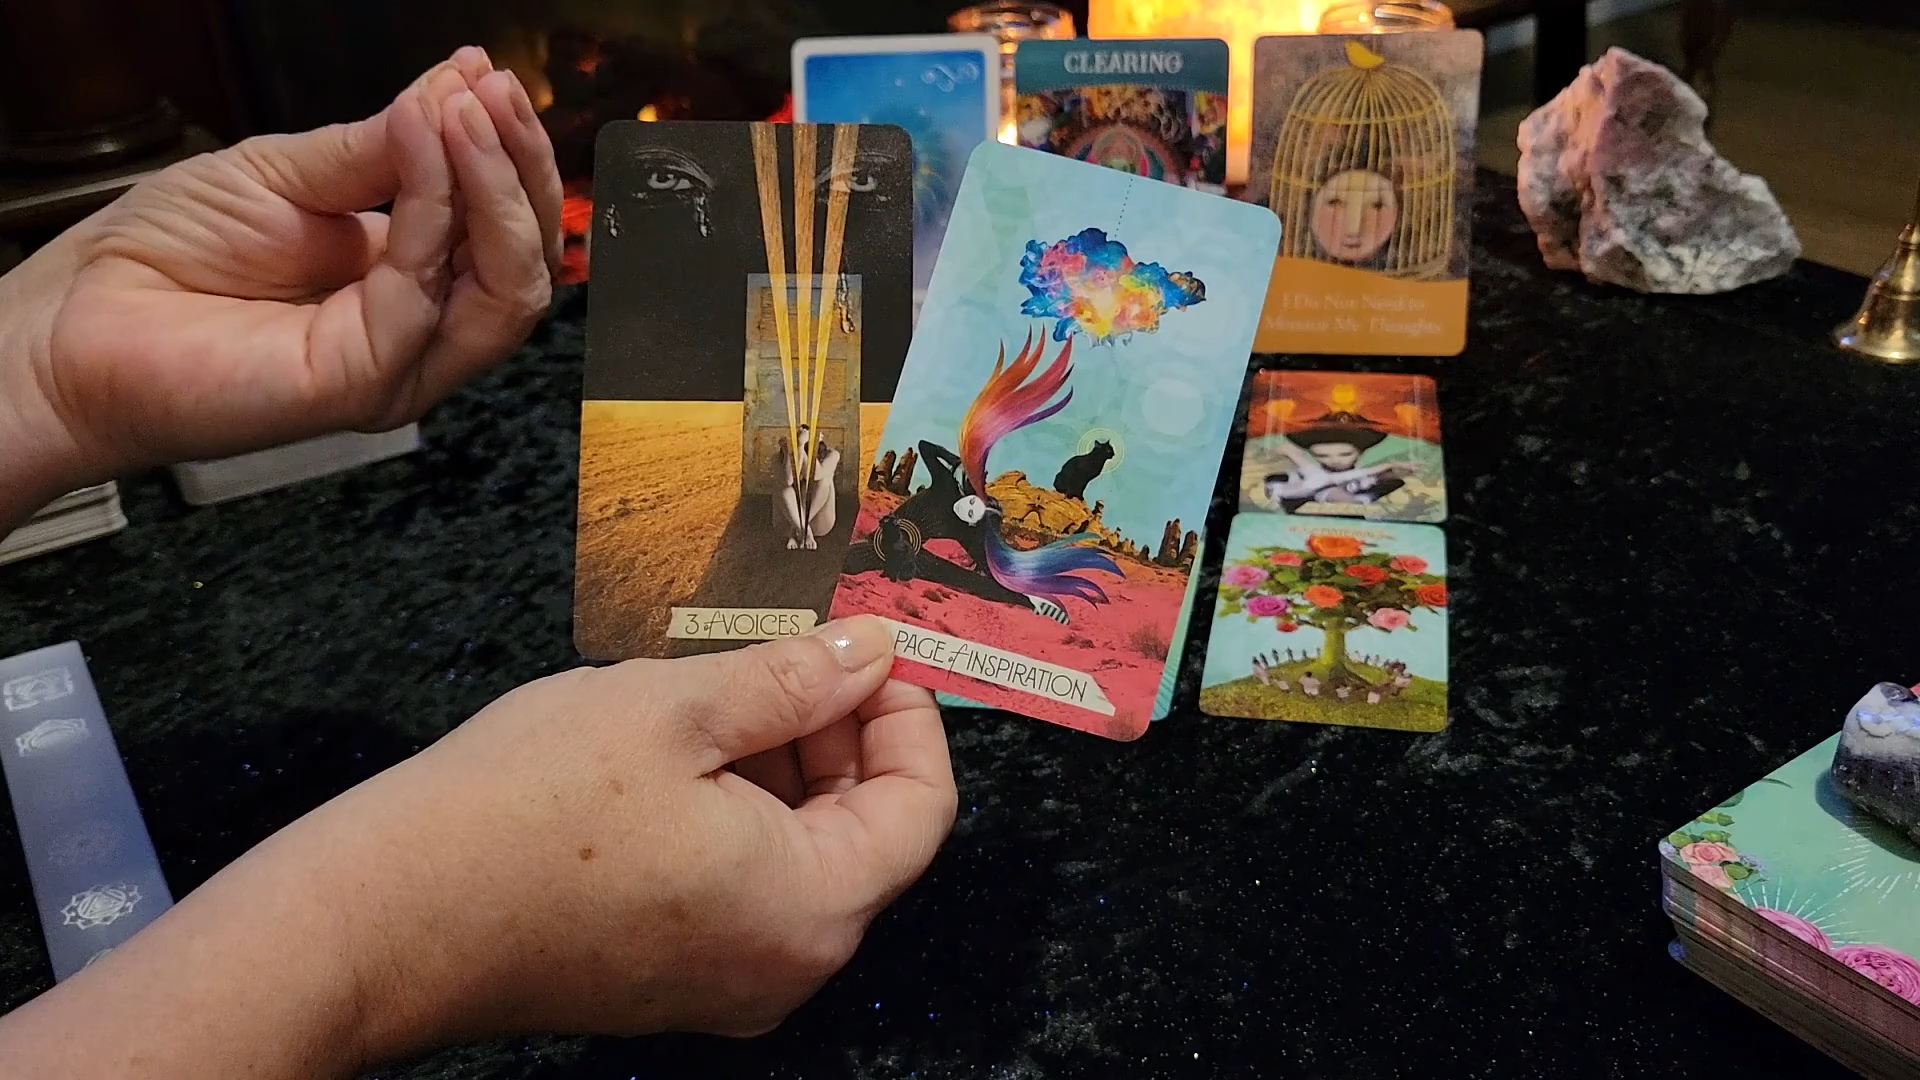 CLEARING
I Do Not Need to
Monitor My Thoughts
3 of VOICES
PAGE of INSPIRATION